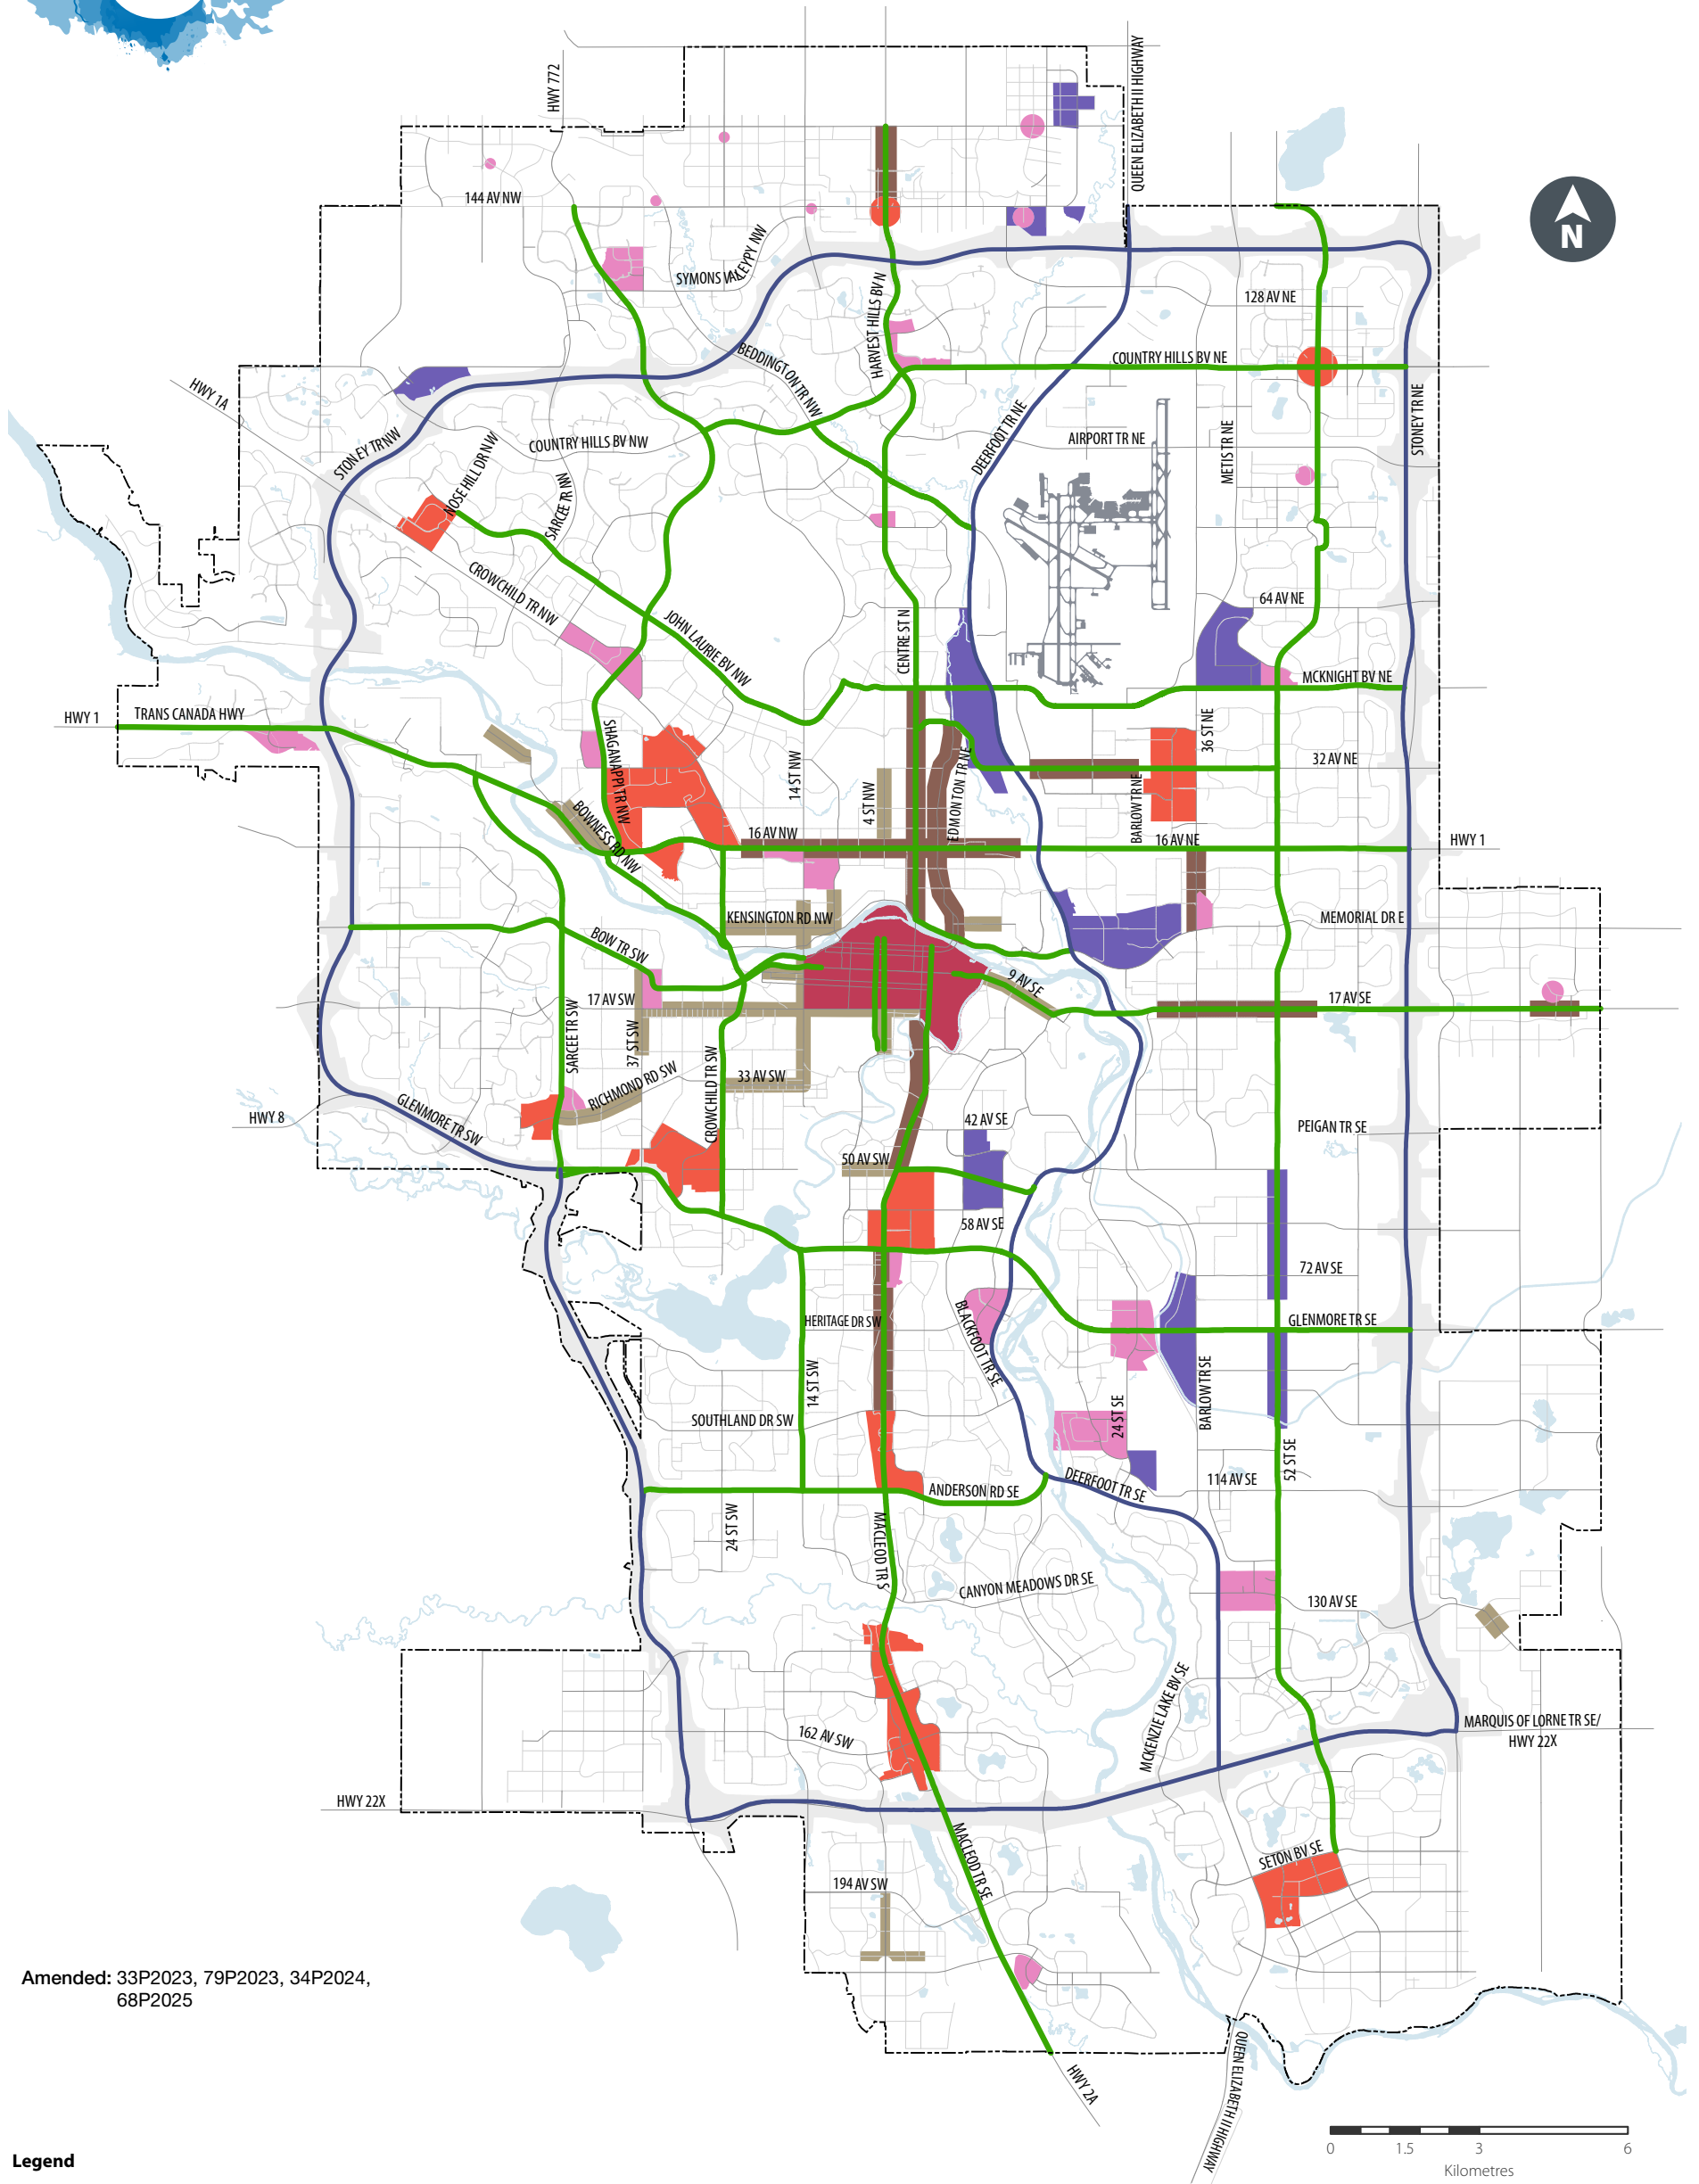 HWY 772
QUEEN ELIZABETH II HIGHWAY
144 AV NW
SYMONS VALLEY PY NW
HARVEST HILLS BV N
128 AV NE
BEDDINGTON TR NW
COUNTRY HILLS BV NE
HWY 1A
STONEY TR NW
NOSE HILL DR NW
COUNTRY HILLS BV NW
SARCEE TR NW
DEERFOOT TR NE
AIRPORT TR NE
METIS TR NE
STONEY TR NE
CROWCHILD TR NW
JOHN LAURIE BV NW
CENTRE ST N
64 AV NE
MCKNIGHT BV NE
HWY 1
TRANS CANADA HWY
SHAGANAPPI TR NW
14 ST NW
4 ST NW
EDMONTON TR NE
36 ST NE
32 AV NE
BARLOW TR NE
BOWNESS RD NW
16 AV NW
16 AV NE
HWY 1
KENSINGTON RD NW
MEMORIAL DR E
BOW TR SW
9 AV SE
17 AV SW
17 AV SE
SARCEE TR SW
37 ST SW
RICHMOND RD SW
CROWCHILD TR SW
33 AV SW
HWY 8
GLENMORE TR SW
42 AV SE
PEIGAN TR SE
50 AV SW
58 AV SE
72 AV SE
HERITAGE DR SW
BLACKFOOT TR SE
GLENMORE TR SE
14 ST SW
BARLOW TR SE
24 ST SE
SOUTHLAND DR SW
52 ST SE
DEERFOOT TR SE
114 AV SE
ANDERSON RD SE
24 ST SW
MACLEOD TR S
CANYON MEADOWS DR SE
130 AV SE
MCKENZIE LAKE BV SE
162 AV SW
MARQUIS OF LORNE TR SE/
HWY 22X
HWY 22X
MACLEOD TR SE
SETON BV SE
194 AV SW
Amended: 33P2023, 79P2023, 34P2024,
68P2025
HWY 2A
QUEEN ELIZABETH II HIGHWAY
N
0 1.5 3 6
Kilometres
Legend